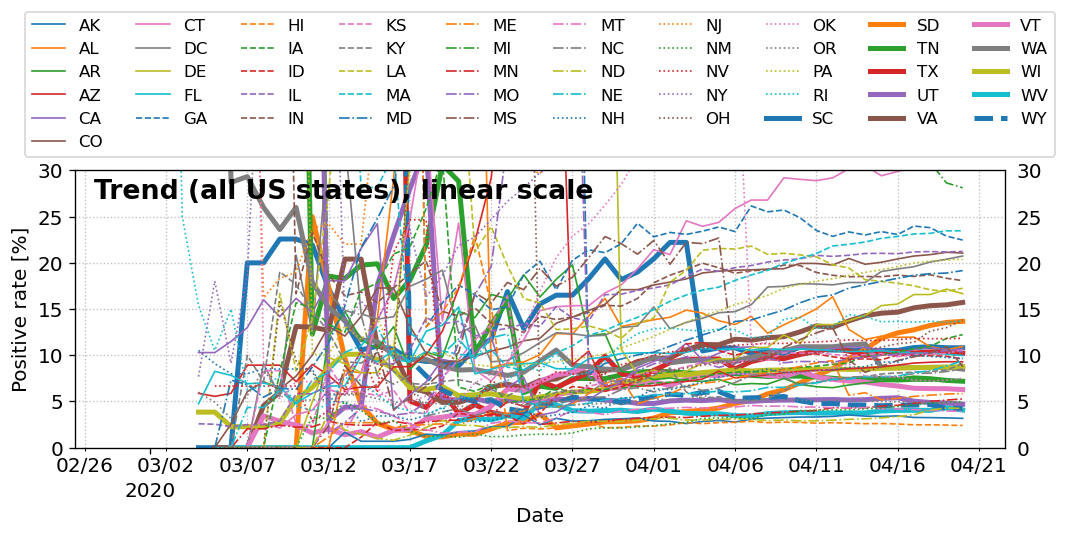 AK CT HI KS ME MT NJ OK SD VT
AL DC IA KY MI NC NM OR TN WA
AR DE ID LA MN ND NV PA TX WI
AZ FL IL MA MO NE NY RI UT WV
CA GA IN MD MS NH OH SC VA WY
CO
Trend (all US states), linear scale
30 30
25 25
20 20
15 15
10 10
5 5
0 0
Positive rate [%]
02/26 03/02 03/07 03/12 03/17 03/22 03/27 04/01 04/06 04/11 04/16 04/21
2020
Date